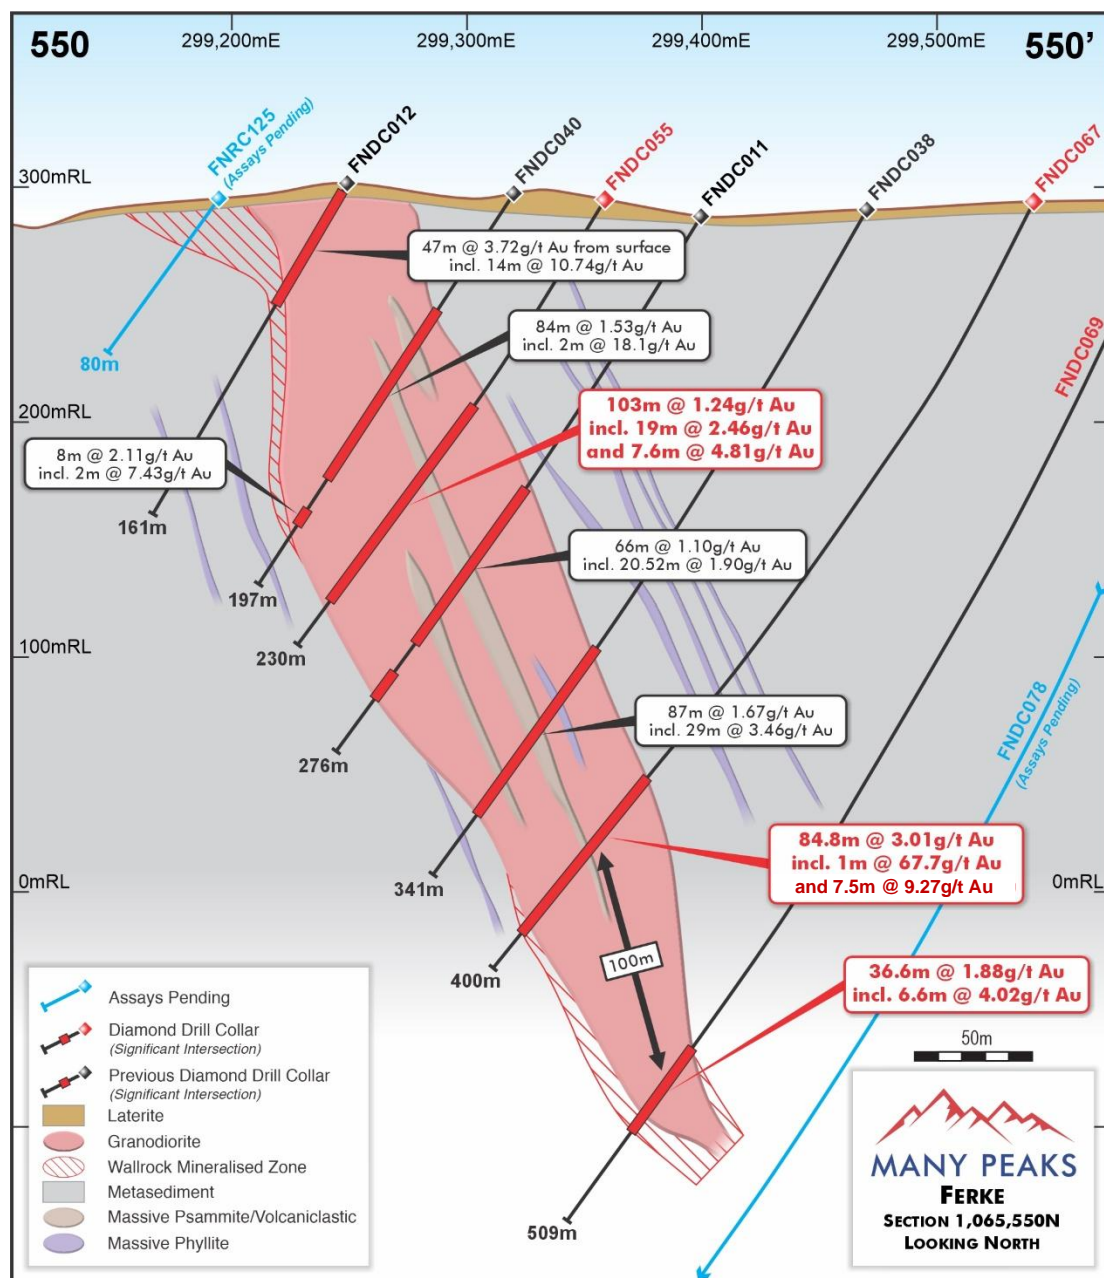 550
299,200mE
299,300mE
299,400mE
299,500mE
550’
FNRC125
(Assays Pending)
FNDC012
FNDC040
FNDC055
FNDC011
FNDC038
FNDC067
300mRL
47m @ 3.72g/t Au from surface
incl. 14m @ 10.74g/t Au
84m @ 1.53g/t Au
incl. 2m @ 18.1g/t Au
FNDC069
80m
200mRL
103m @ 1.24g/t Au
incl. 19m @ 2.46g/t Au
and 7.6m @ 4.81g/t Au
8m @ 2.11g/t Au
incl. 2m @ 7.43g/t Au
161m
66m @ 1.10g/t Au
incl. 20.52m @ 1.90g/t Au
197m
230m
100mRL
87m @ 1.67g/t Au
incl. 29m @ 3.46g/t Au
FNDC078
(Assays Pending)
276m
84.8m @ 3.01g/t Au
incl. 1m @ 67.7g/t Au
and 7.5m @ 9.27g/t Au
341m
0mRL
0mRL
100m
400m
36.6m @ 1.88g/t Au
incl. 6.6m @ 4.02g/t Au
50m
509m
Assays Pending
Diamond Drill Collar
(Significant Intersection)
Previous Diamond Drill Collar
(Significant Intersection)
Laterite
Granodiorite
Wallrock Mineralised Zone
Metasediment
Massive Psammite/Volcaniclastic
Massive Phyllite
MANY PEAKS
FERKE
SECTION 1,065,550N
LOOKING NORTH